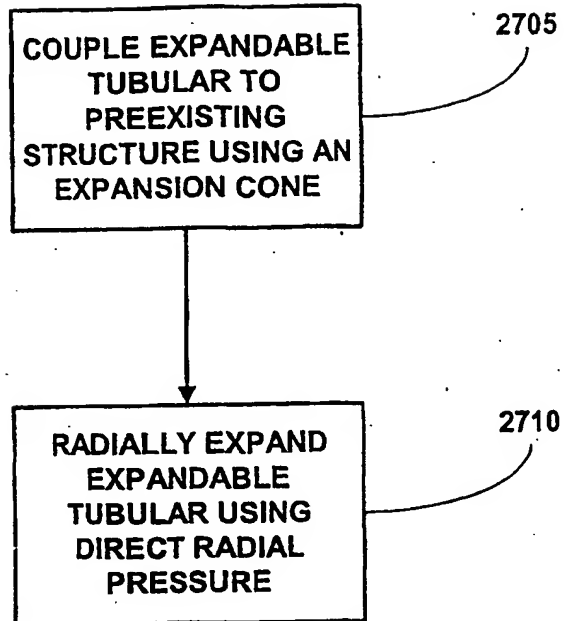 2705
COUPLE EXPANDABLE
TUBULAR TO
PREEXISTING
STRUCTURE USING AN
EXPANSION CONE
2710
RADIALLY EXPAND
EXPANDABLE
TUBULAR USING
DIRECT RADIAL
PRESSURE